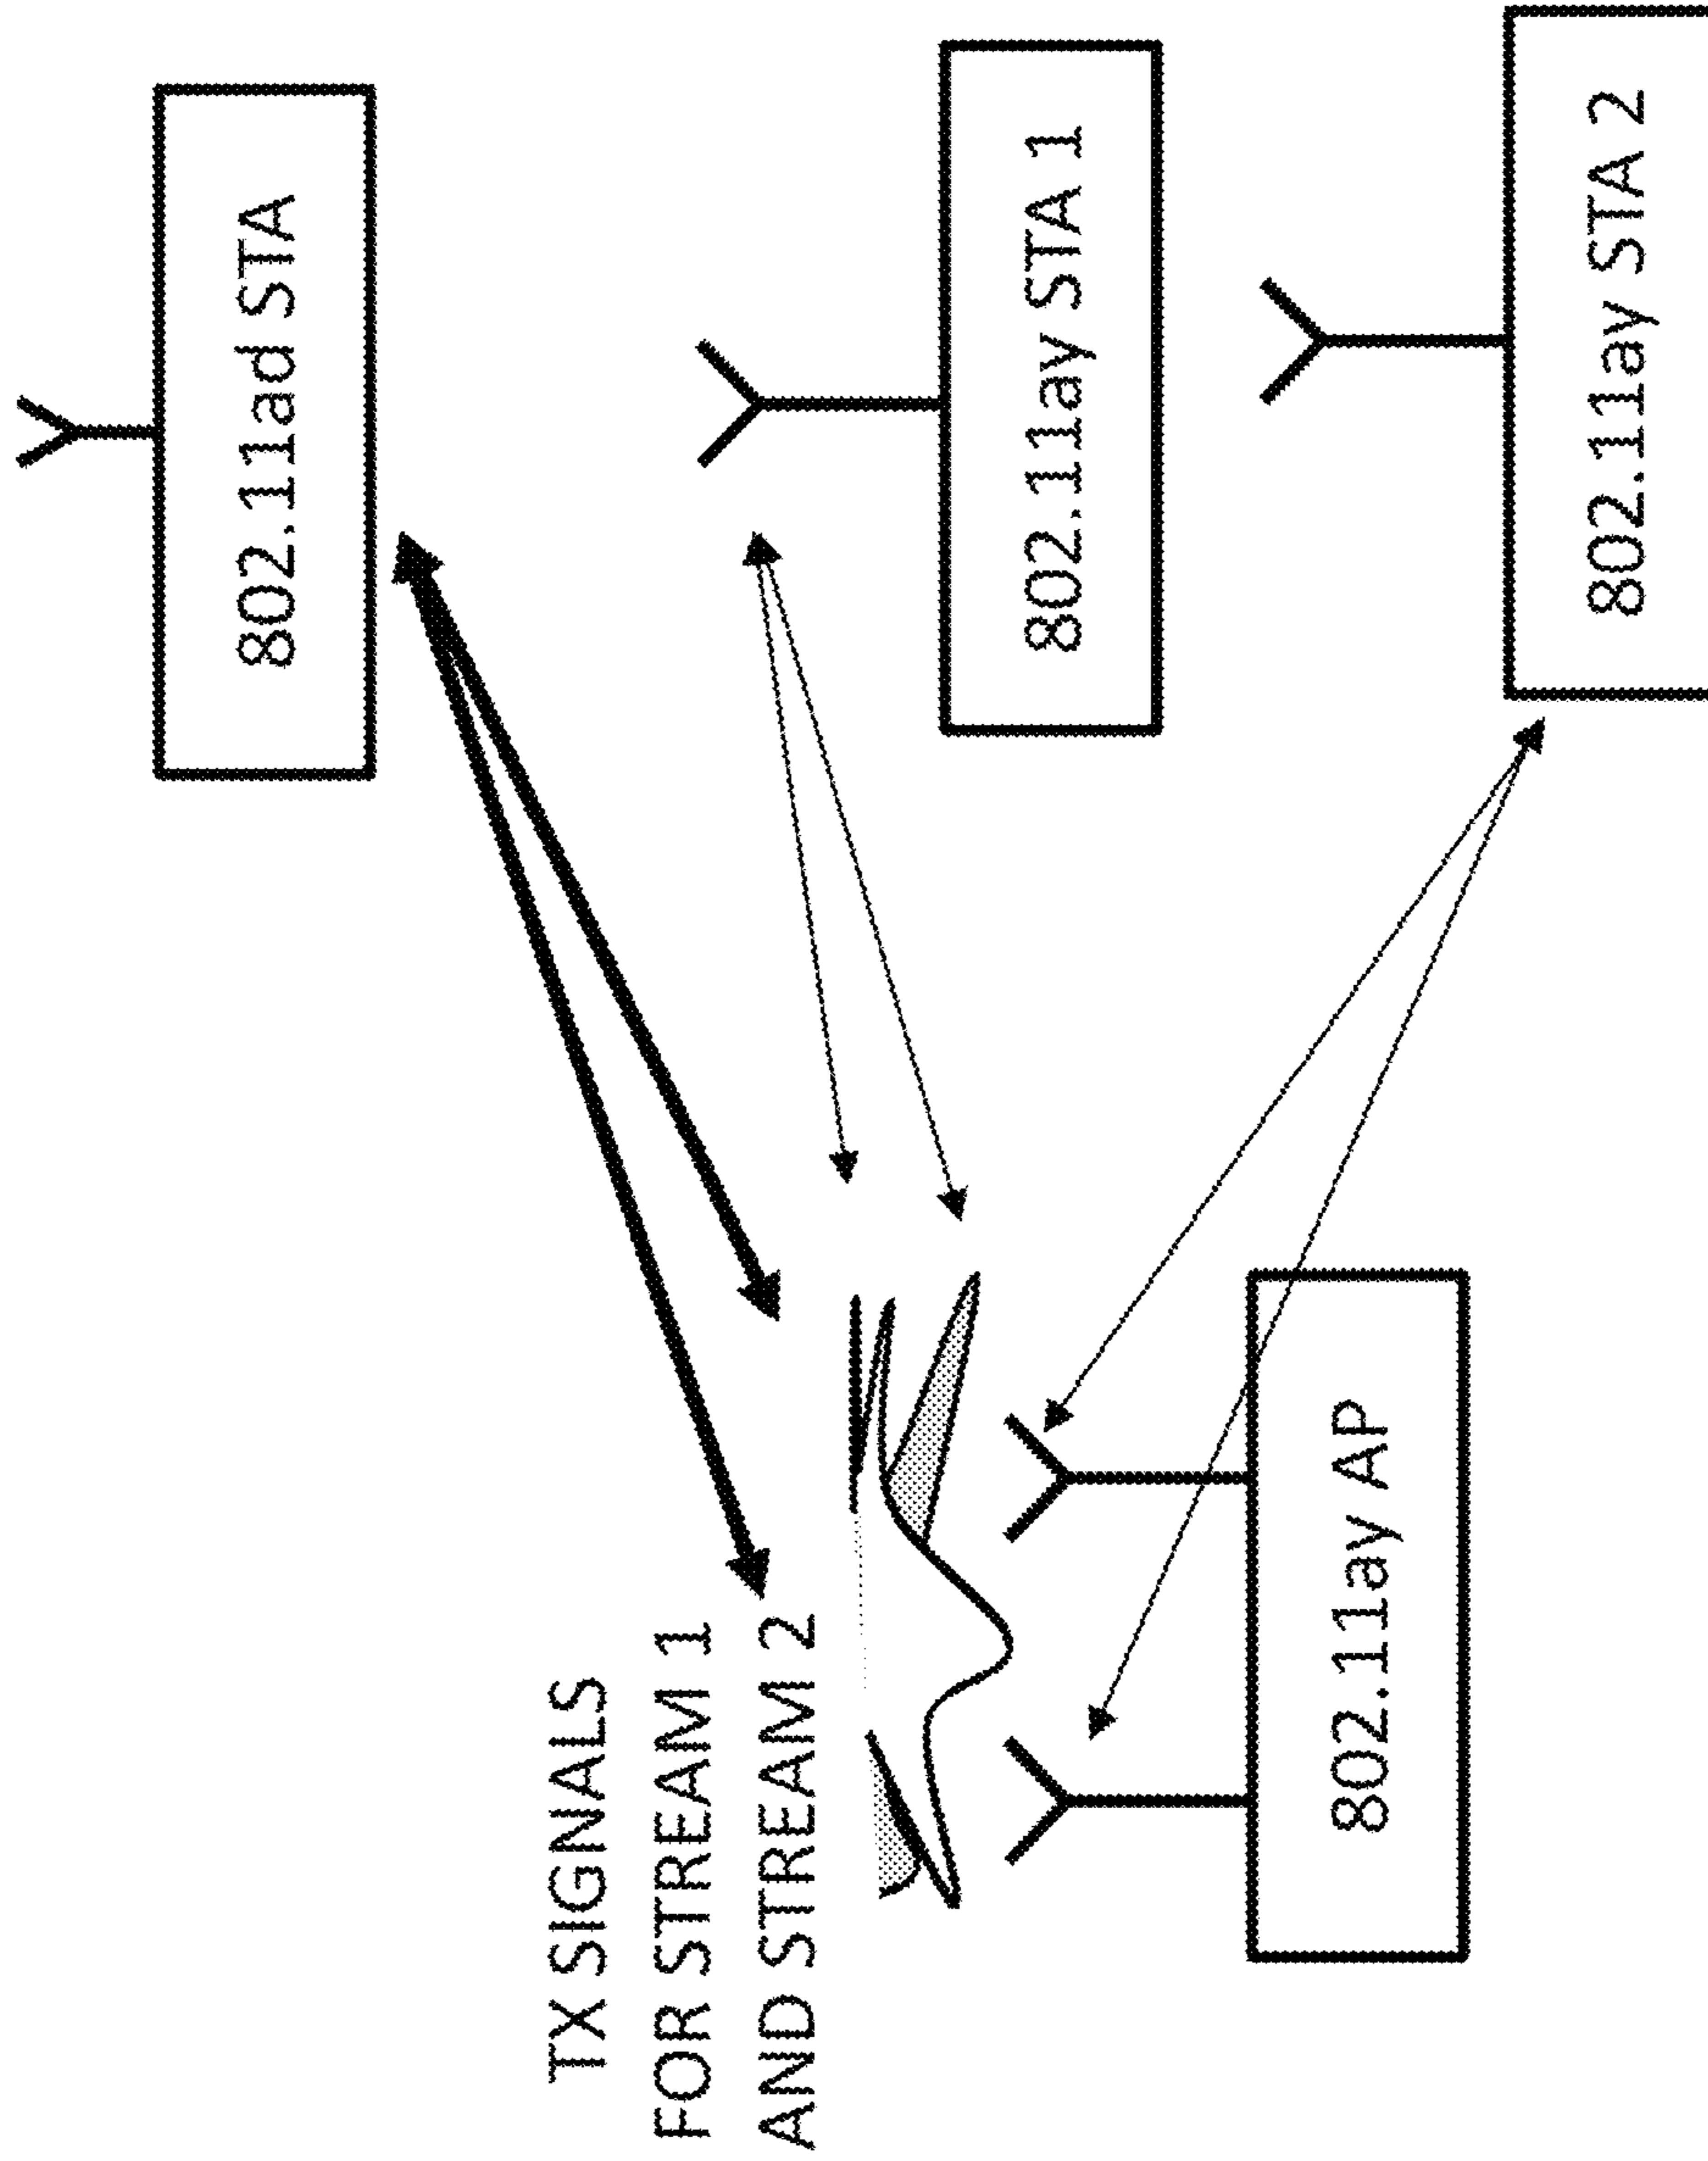 802.11ad STA
TX SIGNALS
FOR STREAM 1
AND STREAM 2
802.11ay STA 1
802.11ay AP
802.11ay STA 2